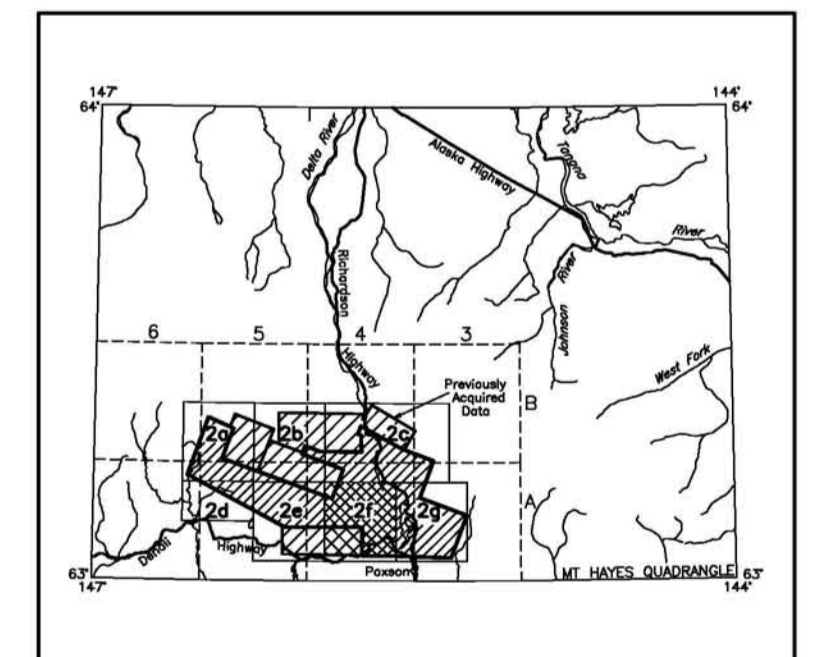 147°
144°
64°
64°
Delta River
Alaska Highway
Tanana
River
Richardson
River
Johnson
6
5
4
3
Highway
West Fork
Previously
Acquired
Data
B
2a
2b
2c
A
2d
2e
2f
2g
Denali
Highway
Paxson
MT HAYES QUADRANGLE
63°
63°
147°
144°